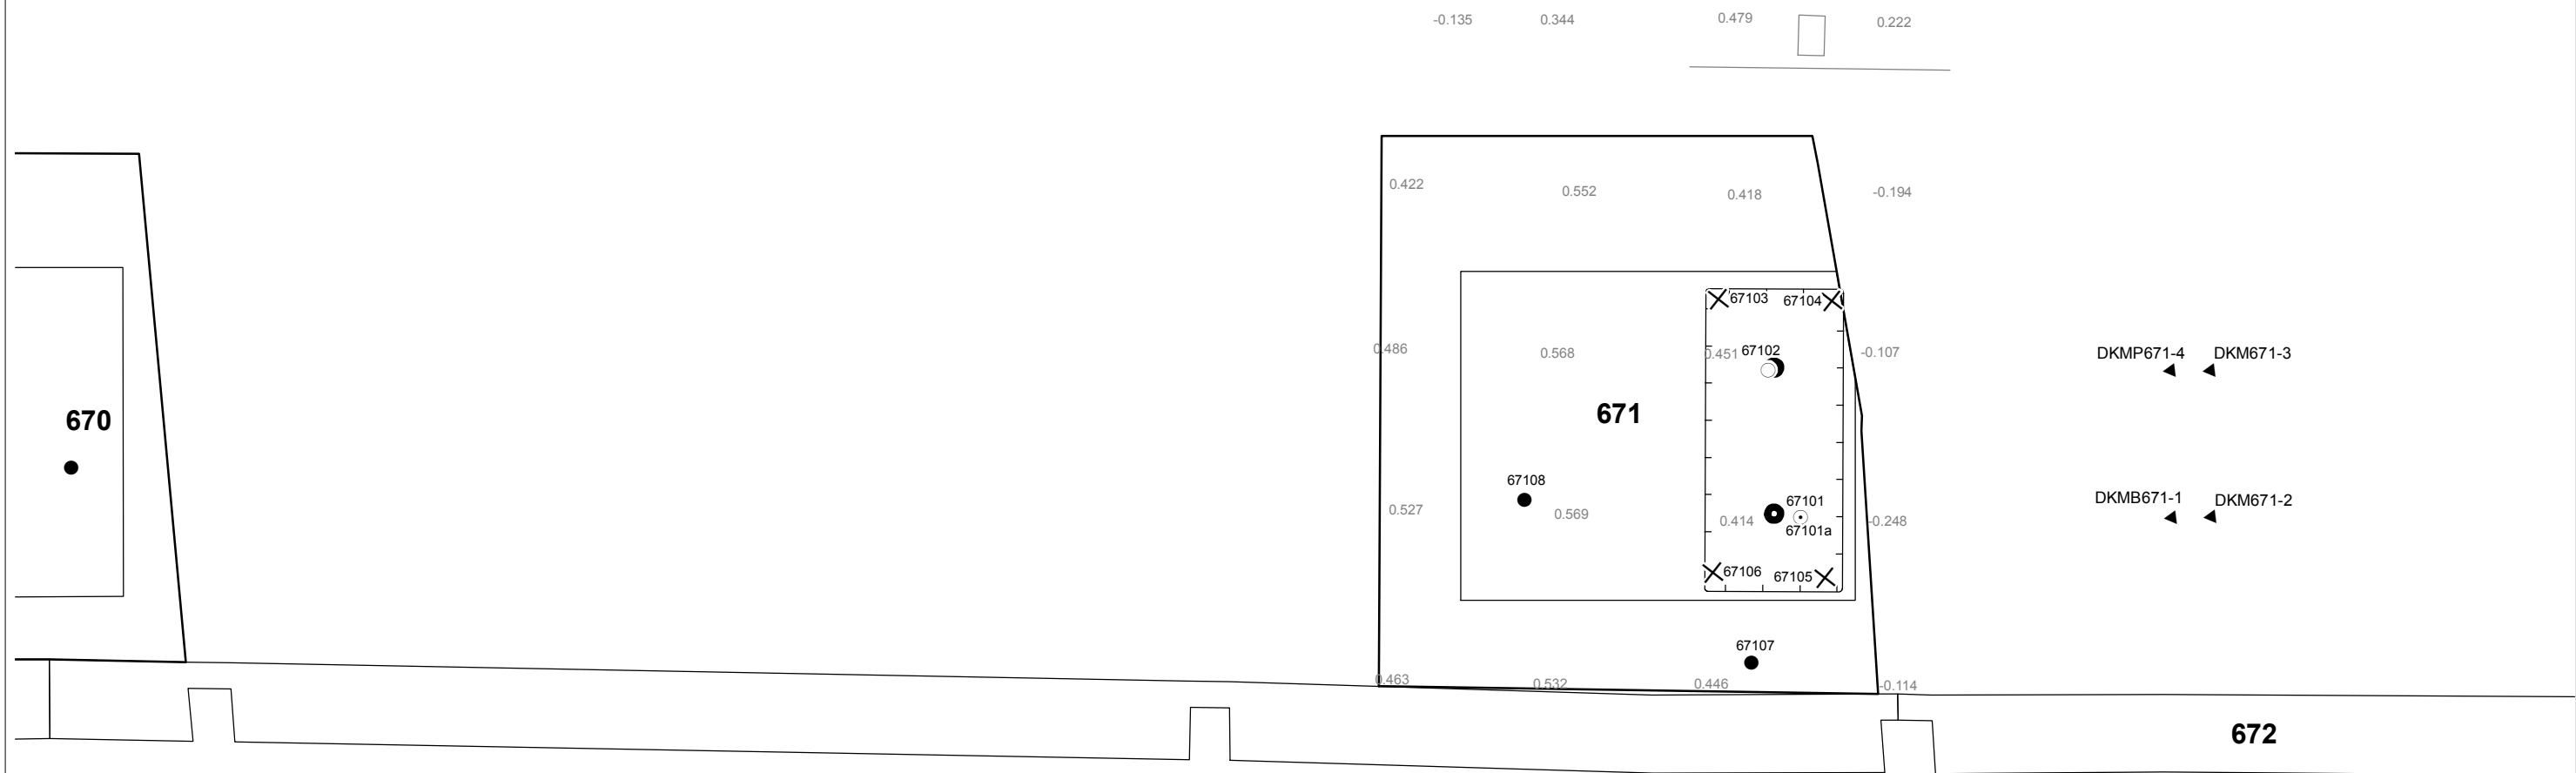 -0.135 0.344 0.479 0.222
0.422 0.552 0.418 -0.194
67103 67104
0.486 0.568 0.451 67102 -0.107 DKMP671-4 DKM671-3
670 671
67108
0.527 0.569 0.414 67101 -0.248 DKMB671-1 DKM671-2
67101a
67106 67105
67107
0.463 0.532 0.446 -0.114
672